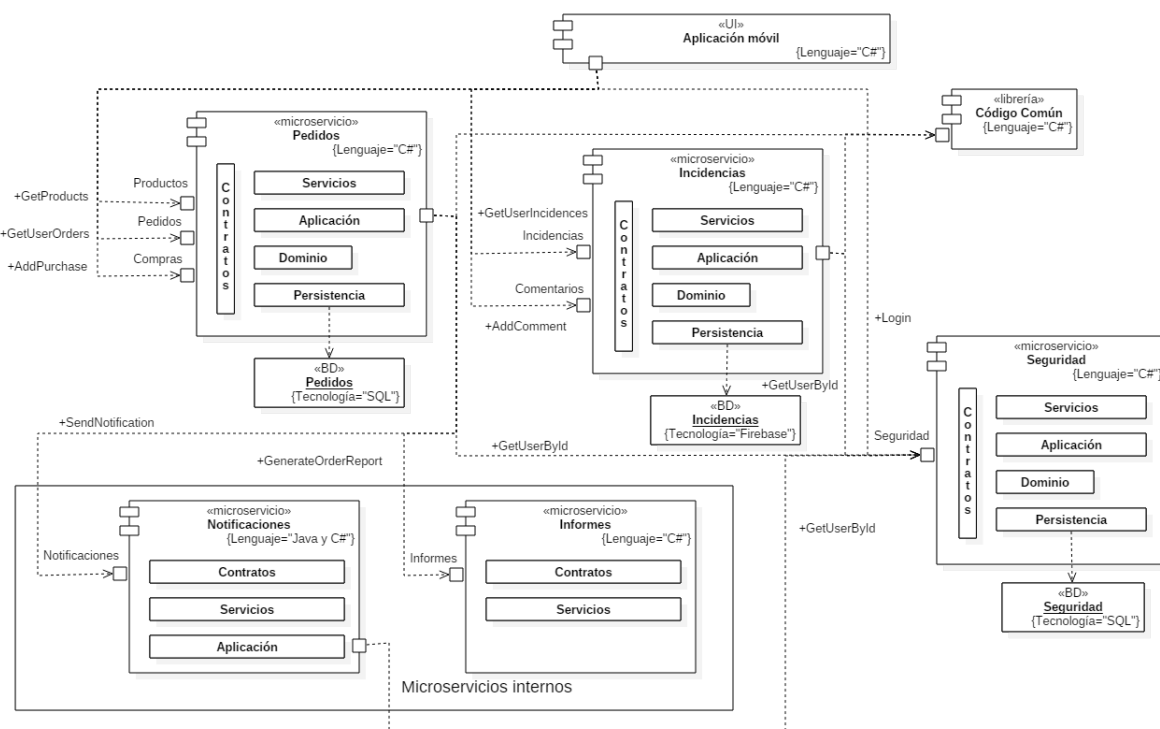 «UI»
Aplicación móvil
{Lenguaje="C#"}
«librería»
Código Común
{Lenguaje="C#"}
«microservicio»
Pedidos
{Lenguaje="C#"}
Contratos
Servicios
Aplicación
Dominio
Persistencia
Productos
+GetProducts
Pedidos
+GetUserOrders
Compras
+AddPurchase
«BD»
Pedidos
{Tecnología="SQL"}
«microservicio»
Incidencias
{Lenguaje="C#"}
Contratos
Servicios
Aplicación
Dominio
Persistencia
+GetUserIncidences
Incidencias
Comentarios
+AddComment
«BD»
Incidencias
{Tecnología="Firebase"}
+Login
+GetUserById
«microservicio»
Seguridad
{Lenguaje="C#"}
Contratos
Servicios
Aplicación
Dominio
Persistencia
Seguridad
«BD»
Seguridad
{Tecnología="SQL"}
+SendNotification
+GenerateOrderReport
+GetUserById
+GetUserById
«microservicio»
Notificaciones
{Lenguaje="Java y C#"}
Notificaciones
Contratos
Servicios
Aplicación
«microservicio»
Informes
{Lenguaje="C#"}
Informes
Contratos
Servicios
Microservicios internos